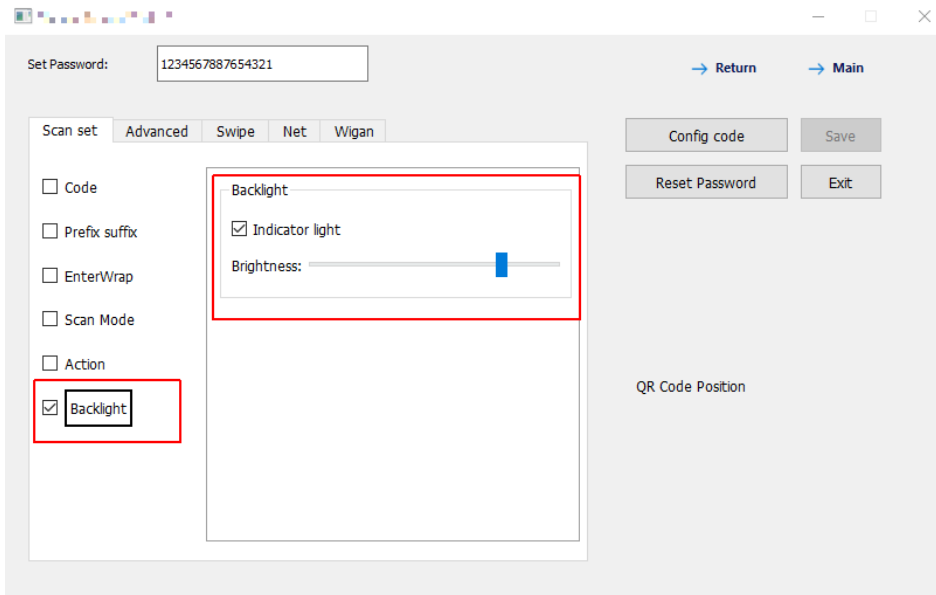 Set Password: 1234567887654321
Return Main
Scan set Advanced Swipe Net Wigan
Config code Save
Reset Password Exit
Code
Prefix suffix
EnterWrap
Scan Mode
Action
Backlight
Backlight
Indicator light
Brightness:
QR Code Position